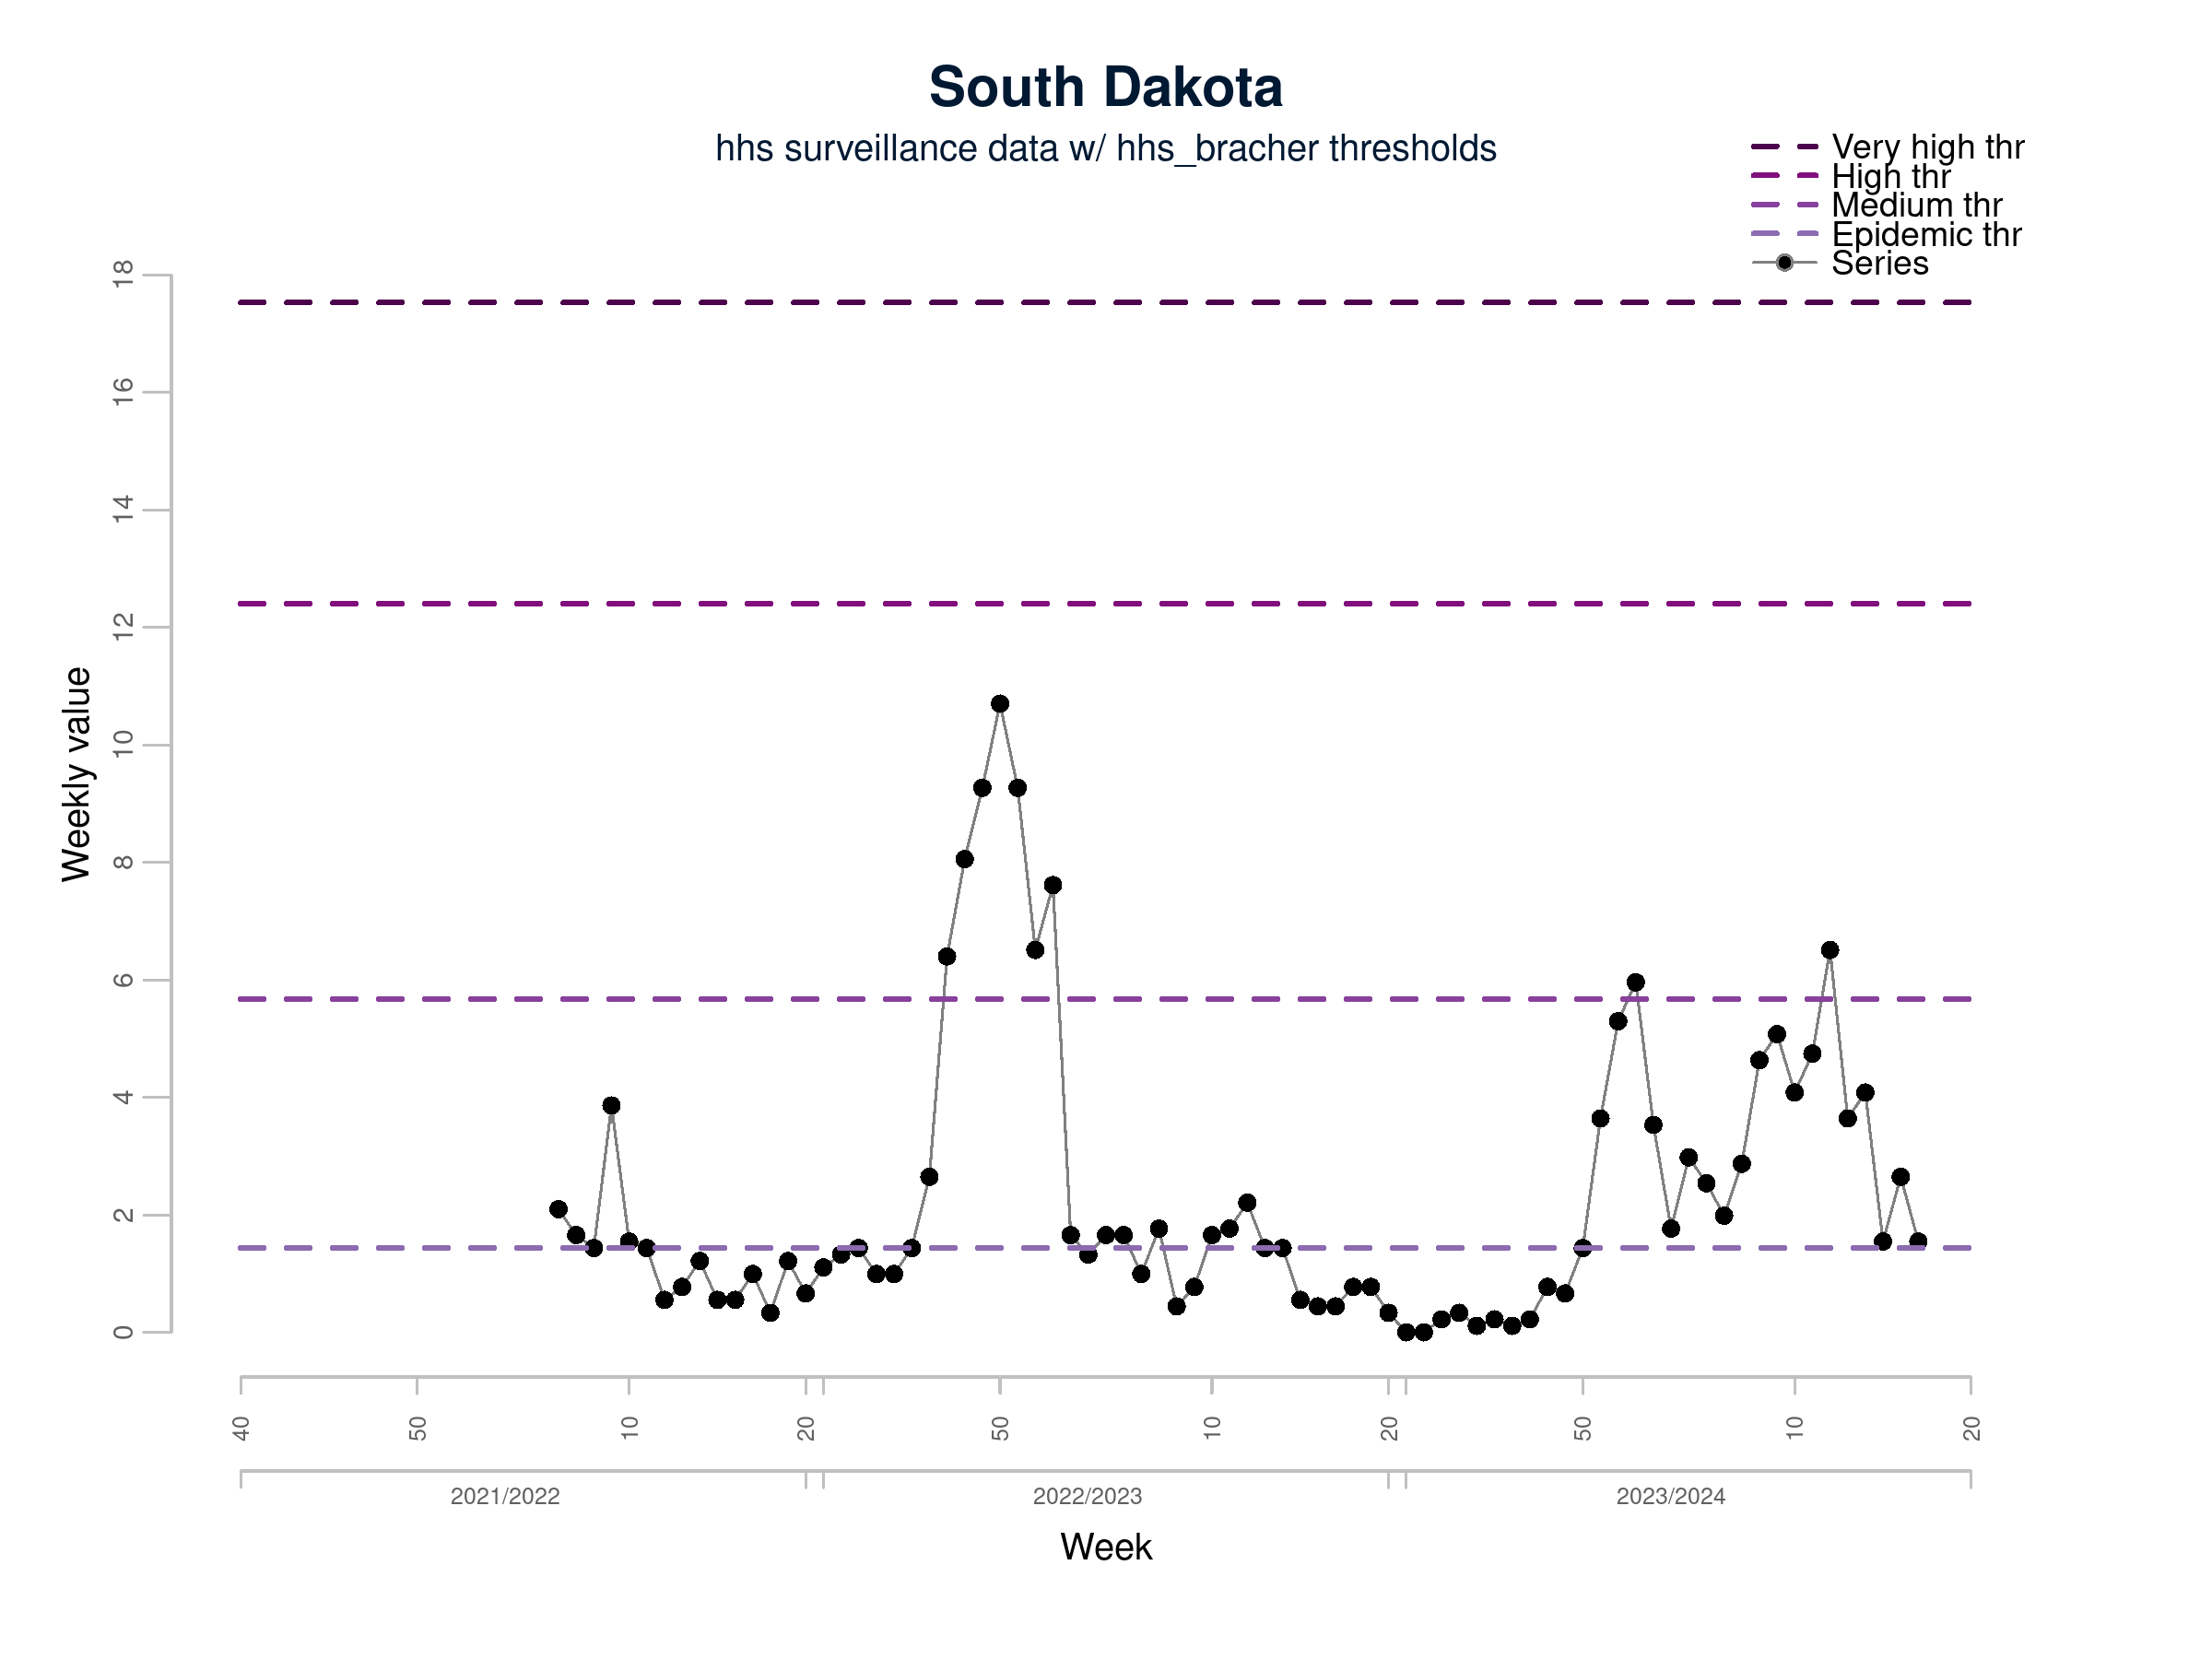 South Dakota
hhs surveillance data w/ hhs_bracher thresholds
Very high thr
High thr
Medium thr
Epidemic thr
Series
Weekly value
18
16
14
12
10
8
6
4
2
0
40 50 10 20 50 10 20 50 10 20
2021/2022 2022/2023 2023/2024
Week